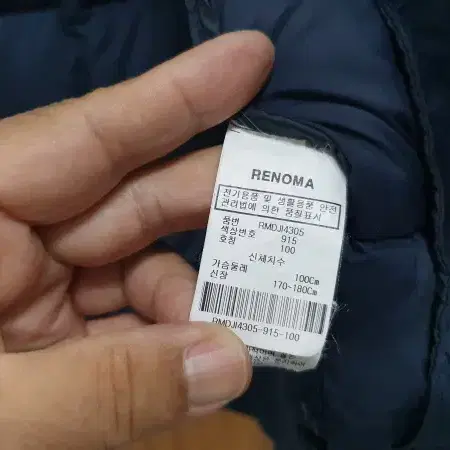 RENOMA
전기용품 및 생활용품 안전
관리법에 의한 품질표시
품번 RMDJI4305
색상번호 915
호칭 100
신체치수
가슴둘레 100Cm
신장 170-180Cm
RMDJI4305-915-100